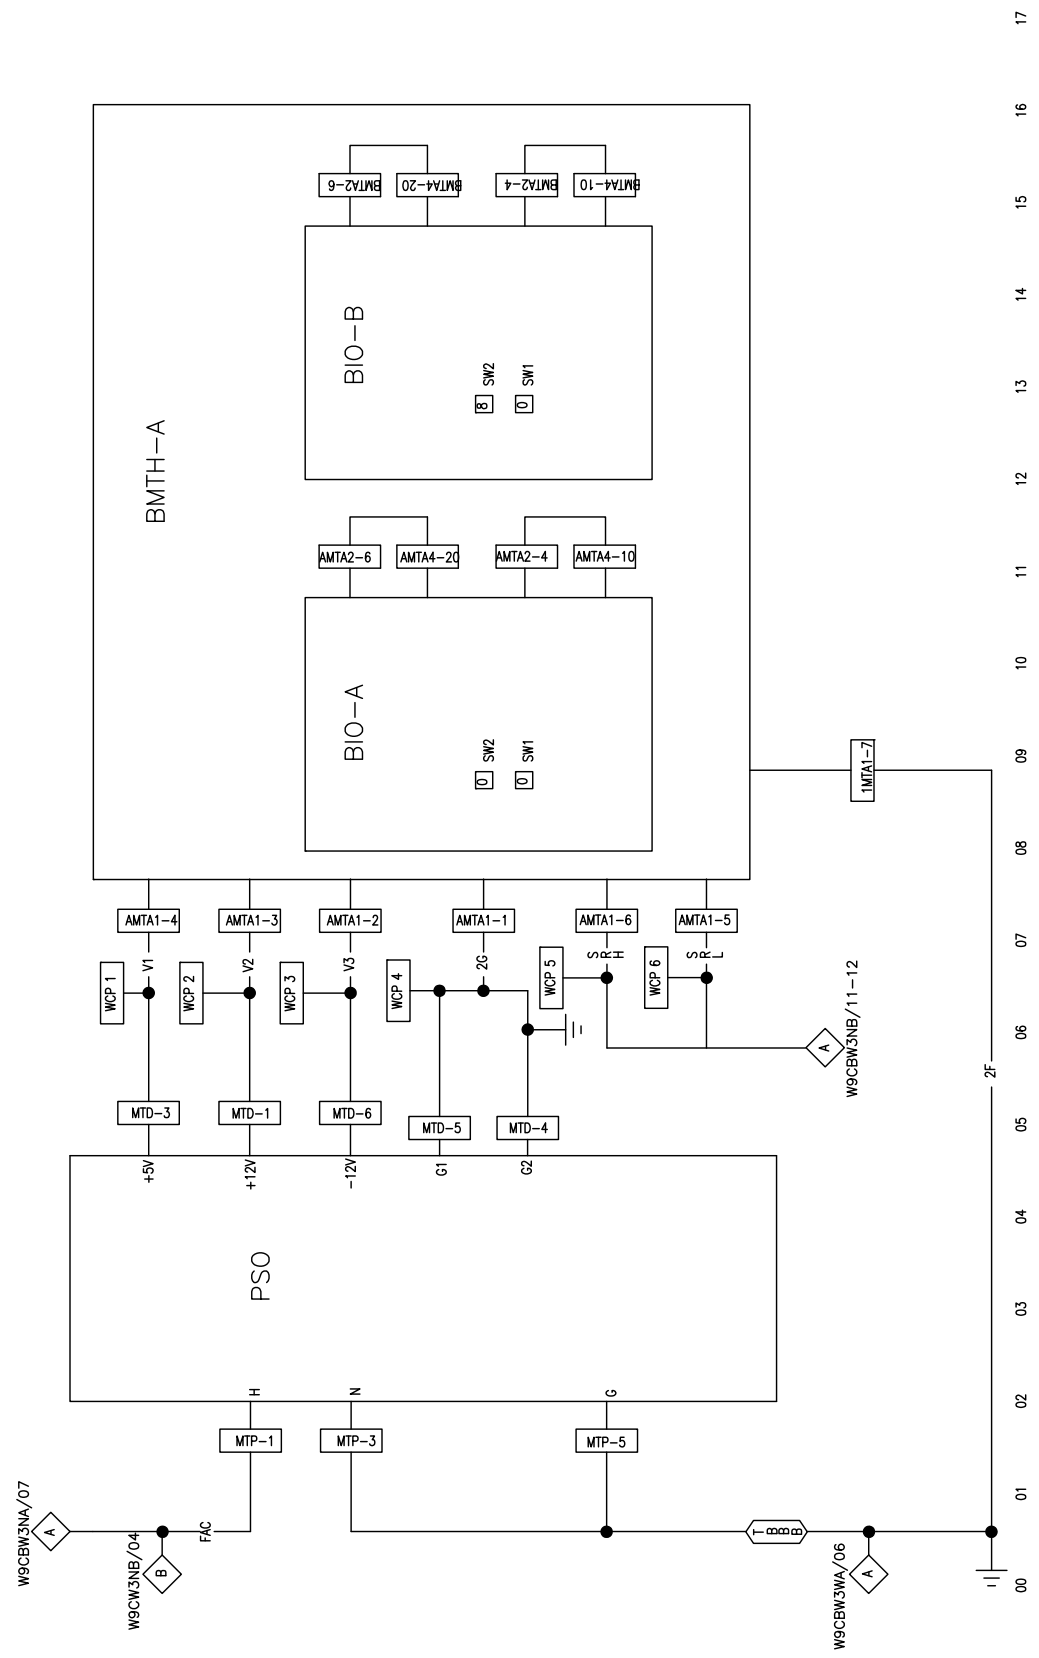 17
16
15
14
13
12
11
10
09
08
07
06
05
04
03
02
01
00
BMTH-A
BIO-B
BMTA2-6
BMTA4-20
BMTA2-4
BMTA4-10
8 SW2
0 SW1
BIO-A
AMTA2-6
AMTA4-20
AMTA2-4
AMTA4-10
0 SW2
0 SW1
1MTA1-7
2F
AMTA1-4
AMTA1-3
AMTA1-2
AMTA1-1
AMTA1-6
AMTA1-5
V1
V2
V3
2G
SRH
SRL
WCP 1
WCP 2
WCP 3
WCP 4
WCP 5
WCP 6
A
W9CBW3NB/11-12
MTD-3
MTD-1
MTD-6
MTD-5
MTD-4
+5V
+12V
-12V
G1
G2
PSO
H
N
G
MTP-1
MTP-3
MTP-5
W9CBW3NA/07
A
W9CW3NB/04
B
FAC
TBBB
W9CBW3WA/06
A